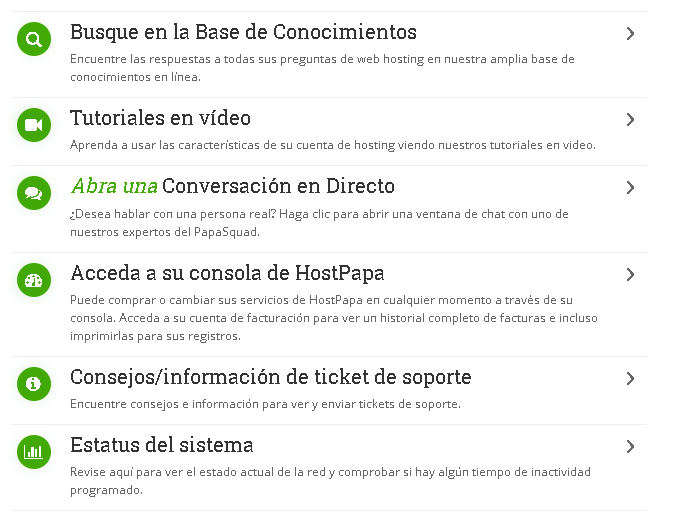 Busque en la Base de Conocimientos
Encuentre las respuestas a todas sus preguntas de web hosting en nuestra amplia base de
conocimientos en línea.
Tutoriales en vídeo
Aprenda a usar las características de su cuenta de hosting viendo nuestros tutoriales en video.
Abra una Conversación en Directo
¿Desea hablar con una persona real? Haga clic para abrir una ventana de chat con uno de
nuestros expertos del PapaSquad.
Acceda a su consola de HostPapa
Puede comprar o cambiar sus servicios de HostPapa en cualquier momento a través de su
consola. Acceda a su cuenta de facturación para ver un historial completo de facturas e incluso
imprimirlas para sus registros.
Consejos/información de ticket de soporte
Encuentre consejos e información para ver y enviar tickets de soporte.
Estatus del sistema
Revise aquí para ver el estado actual de la red y comprobar si hay algún tiempo de inactividad
programado.